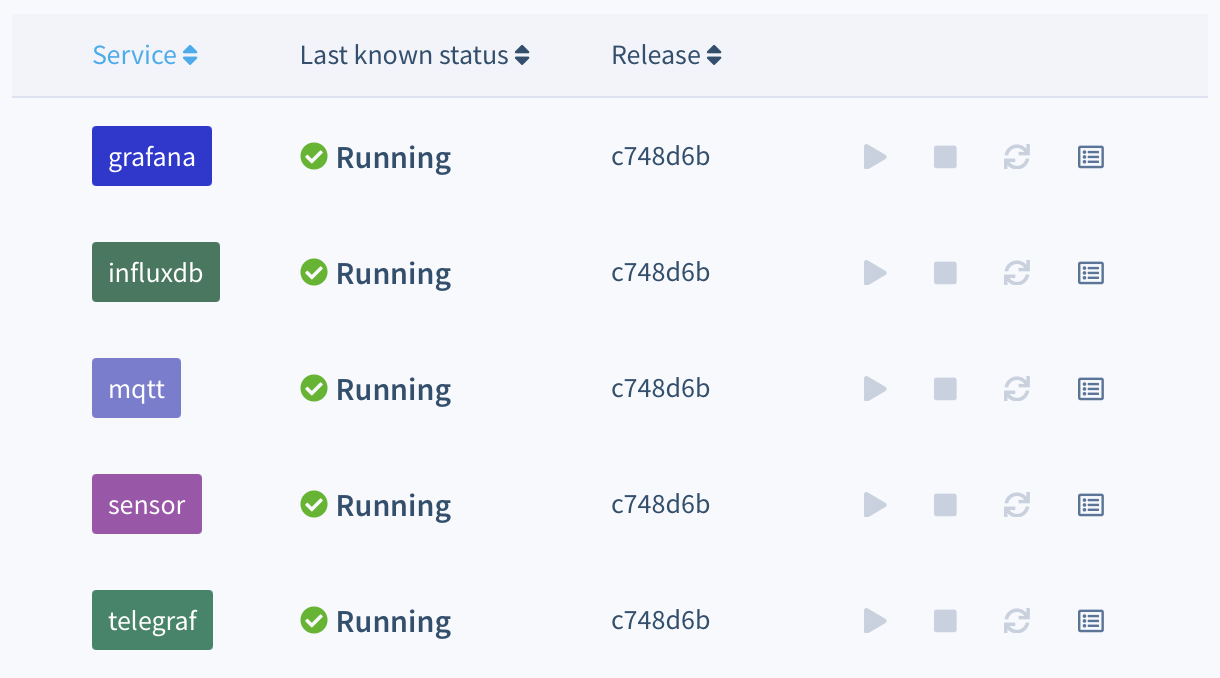 Service Last known status Release
grafana Running c748d6b
influxdb Running c748d6b
mqtt Running c748d6b
sensor Running c748d6b
telegraf Running c748d6b